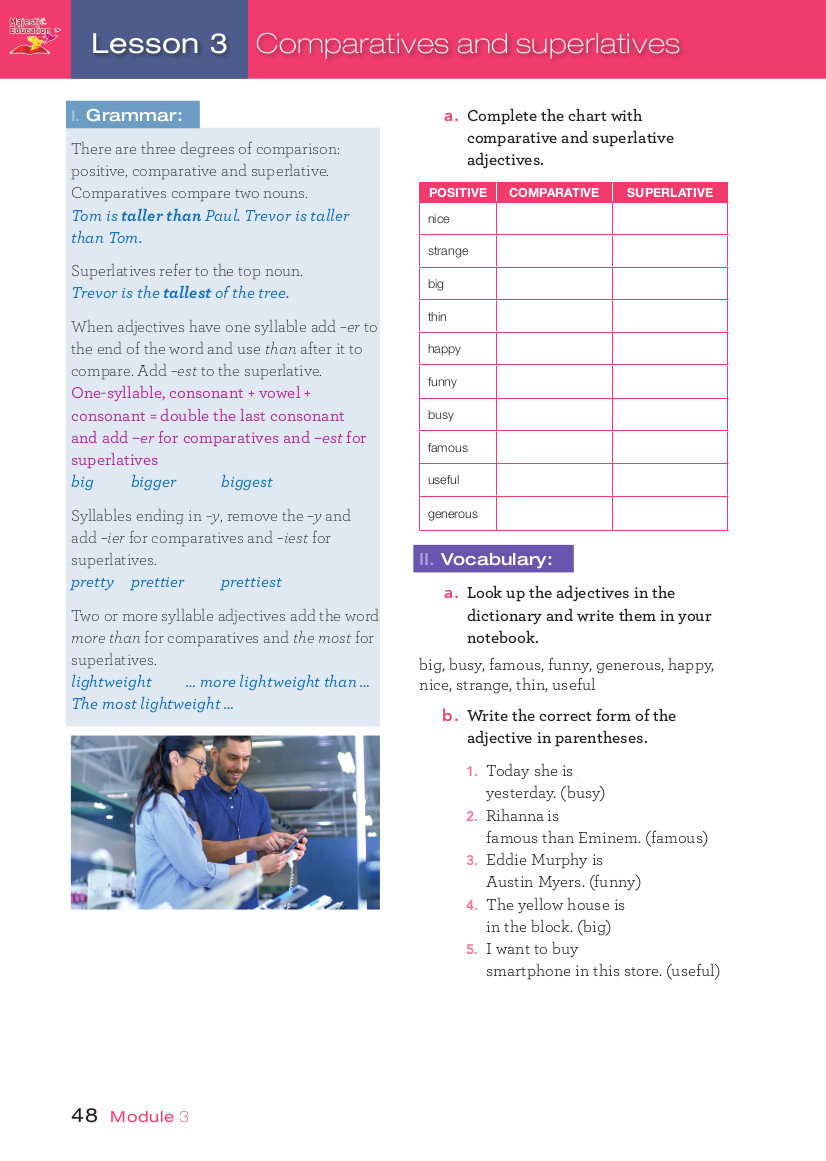 Majestic
Education
Lesson 3
Comparatives and superlatives
I. Grammar:
There are three degrees of comparison:
positive, comparative and superlative.
Comparatives compare two nouns.
Tom is taller than Paul. Trevor is taller
than Tom.
Superlatives refer to the top noun.
Trevor is the tallest of the tree.
When adjectives have one syllable add –er to
the end of the word and use than after it to
compare. Add –est to the superlative.
One-syllable, consonant + vowel +
consonant = double the last consonant
and add –er for comparatives and –est for
superlatives
big bigger biggest
Syllables ending in –y, remove the –y and
add –ier for comparatives and –iest for
superlatives.
pretty prettier prettiest
Two or more syllable adjectives add the word
more than for comparatives and the most for
superlatives.
lightweight ... more lightweight than ...
The most lightweight ...
a. Complete the chart with
comparative and superlative
adjectives.
POSITIVE COMPARATIVE SUPERLATIVE
nice
strange
big
thin
happy
funny
busy
famous
useful
generous
II. Vocabulary:
a. Look up the adjectives in the
dictionary and write them in your
notebook.
big, busy, famous, funny, generous, happy,
nice, strange, thin, useful
b. Write the correct form of the
adjective in parentheses.
1. Today she is
yesterday. (busy)
2. Rihanna is
famous than Eminem. (famous)
3. Eddie Murphy is
Austin Myers. (funny)
4. The yellow house is
in the block. (big)
5. I want to buy
smartphone in this store. (useful)
48 Module 3